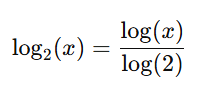 log₂(x) = log(x) / log(2)